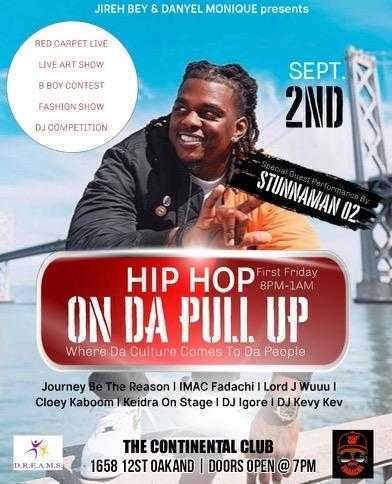 JIREH BEY & DANYEL MONIQUE presents
RED CARPET LIVE
LIVE ART SHOW
B BOY CONTEST
FASHION SHOW
DJ COMPETITION
SEPT.
2ND
Special Guest Performance By
STUNNAMAN 02
HIP HOP
First Friday
8PM-1AM
ON DA PULL UP
Where Da Culture Comes To Da People
Journey Be The Reason I IMAC Fadachi I Lord J Wuuu I
Cloey Kaboom I Keidra On Stage I DJ Igore I DJ Kevy Kev
THE CONTINENTAL CLUB
1658 12ST OAKAND | DOORS OPEN @ 7PM
D.R.E.A.M.S.